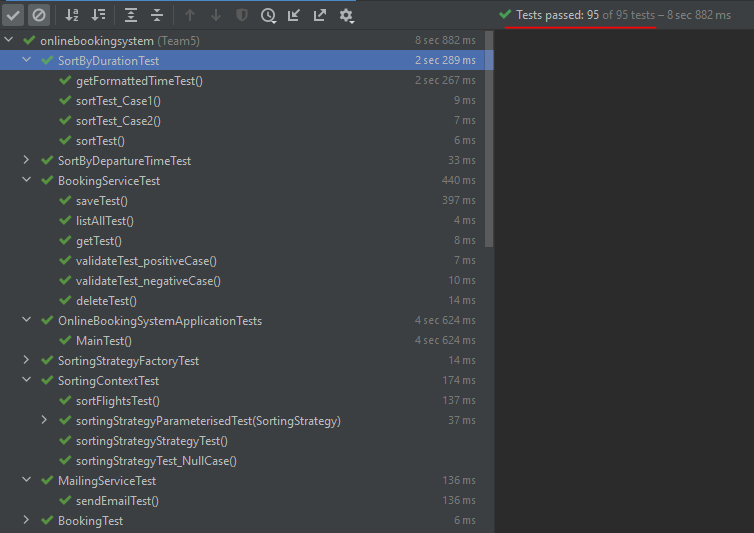 Tests passed: 95 of 95 tests – 8 sec 882 ms
onlinebookingsystem (Team5) 8 sec 882 ms
SortByDurationTest 2 sec 289 ms
getFormattedTimeTest() 2 sec 267 ms
sortTest_Case1() 9 ms
sortTest_Case2() 7 ms
sortTest() 6 ms
SortByDepartureTimeTest 33 ms
BookingServiceTest 440 ms
saveTest() 397 ms
listAllTest() 4 ms
getTest() 8 ms
validateTest_positiveCase() 7 ms
validateTest_negativeCase() 10 ms
deleteTest() 14 ms
OnlineBookingSystemApplicationTests 4 sec 624 ms
MainTest() 4 sec 624 ms
SortingStrategyFactoryTest 14 ms
SortingContextTest 174 ms
sortFlightsTest() 137 ms
sortingStrategyParameterisedTest(SortingStrategy) 37 ms
sortingStrategyStrategyTest()
sortingStrategyTest_NullCase()
MailingServiceTest 136 ms
sendEmailTest() 136 ms
BookingTest 6 ms